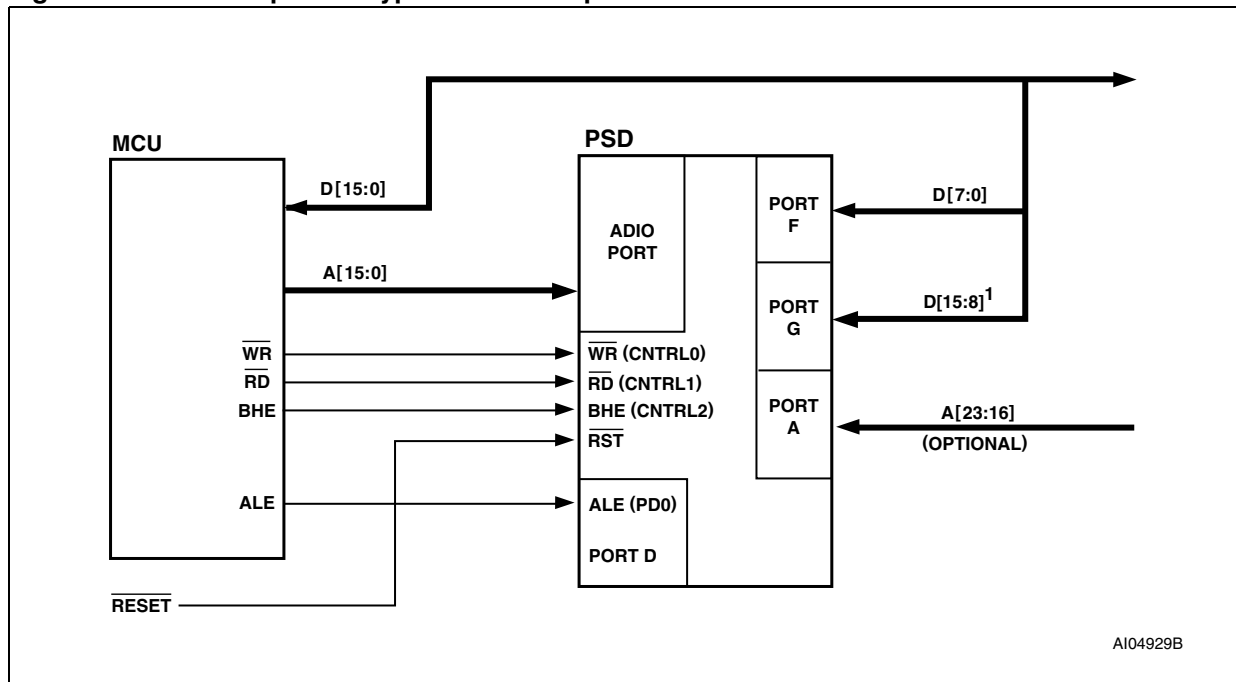 MCU
PSD
D[15:0]
A[15:0]
WR
RD
BHE
ALE
RESET
ADIO
PORT
WR (CNTRL0)
RD (CNTRL1)
BHE (CNTRL2)
RST
ALE (PD0)
PORT D
PORT
F
PORT
G
PORT
A
D[7:0]
D[15:8]1
A[23:16]
(OPTIONAL)
AI04929B